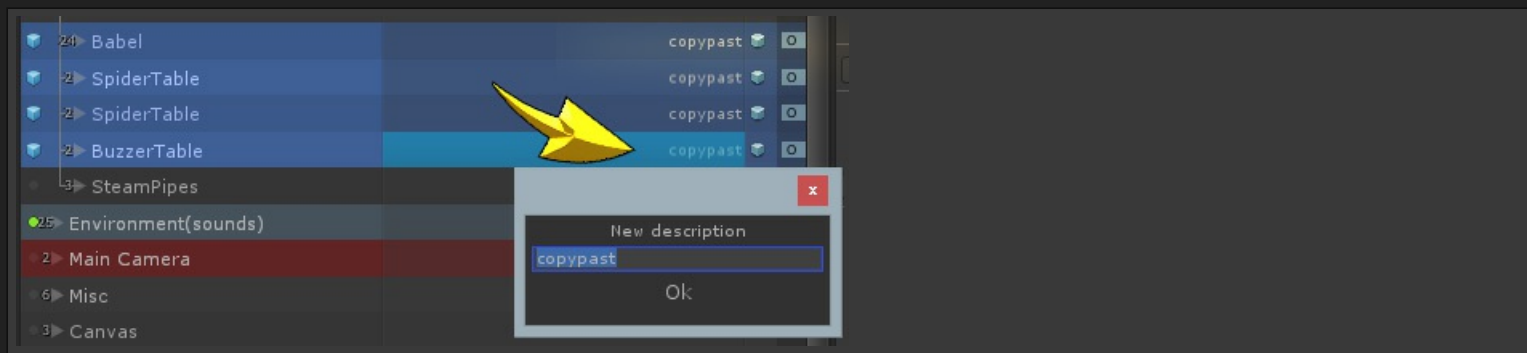 24 Babel copypast O
2 SpiderTable copypast O
2 SpiderTable copypast O
2 BuzzerTable copypast O
3 SteamPipes
25 Environment(sounds)
2 Main Camera
6 Misc
3 Canvas
x
New description
copypast
Ok